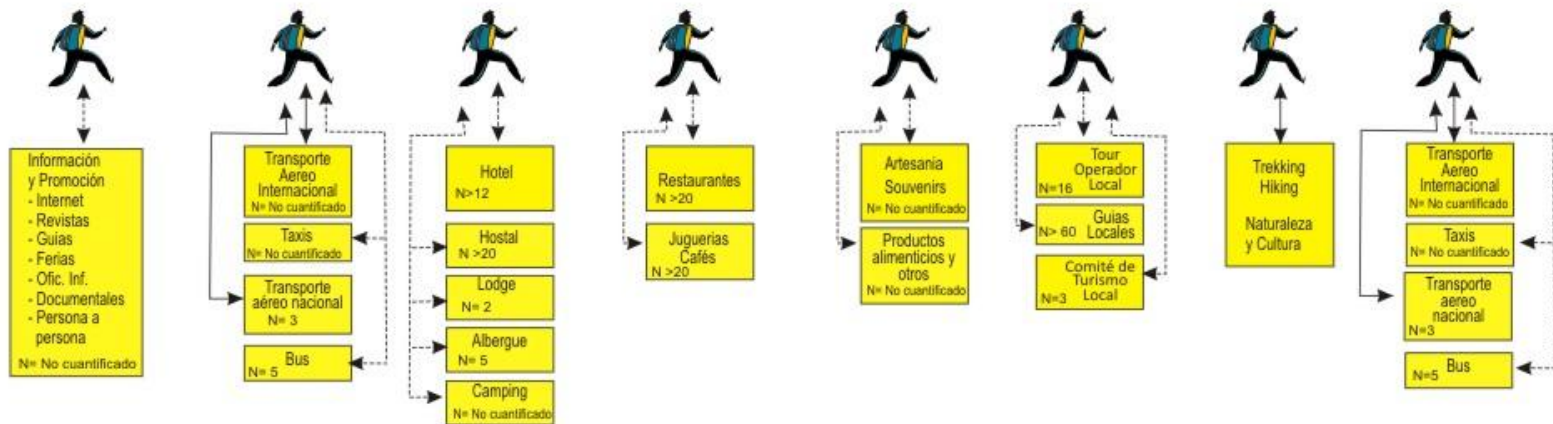 Información
y Promoción
- Internet
- Revistas
- Guías
- Ferias
- Ofic. Inf.
- Documentales
- Persona a
persona
N= No cuantificado
Transporte
Aereo
Internacional
N= No cuantificado
Taxis
N= No cuantificado
Transporte
aéreo nacional
N= 3
Bus
N= 5
Hotel
N>12
Hostal
N >20
Lodge
N= 2
Albergue
N= 5
Camping
N= No cuantificado
Restaurantes
N >20
Juguerias
Cafés
N >20
Artesania
Souvenirs
N= No cuantificado
Productos
alimenticios y
otros
N= No cuantificado
Tour
Operador
N=16 Local
Guias
N> 60 Locales
Comité de
Turismo
N=3 Local
Trekking
Hiking
Naturaleza
y Cultura
Transporte
Aereo
Internacional
N= No cuantificado
Taxis
N= No cuantificado
Transporte
aereo
nacional
N=3
Bus
N=5